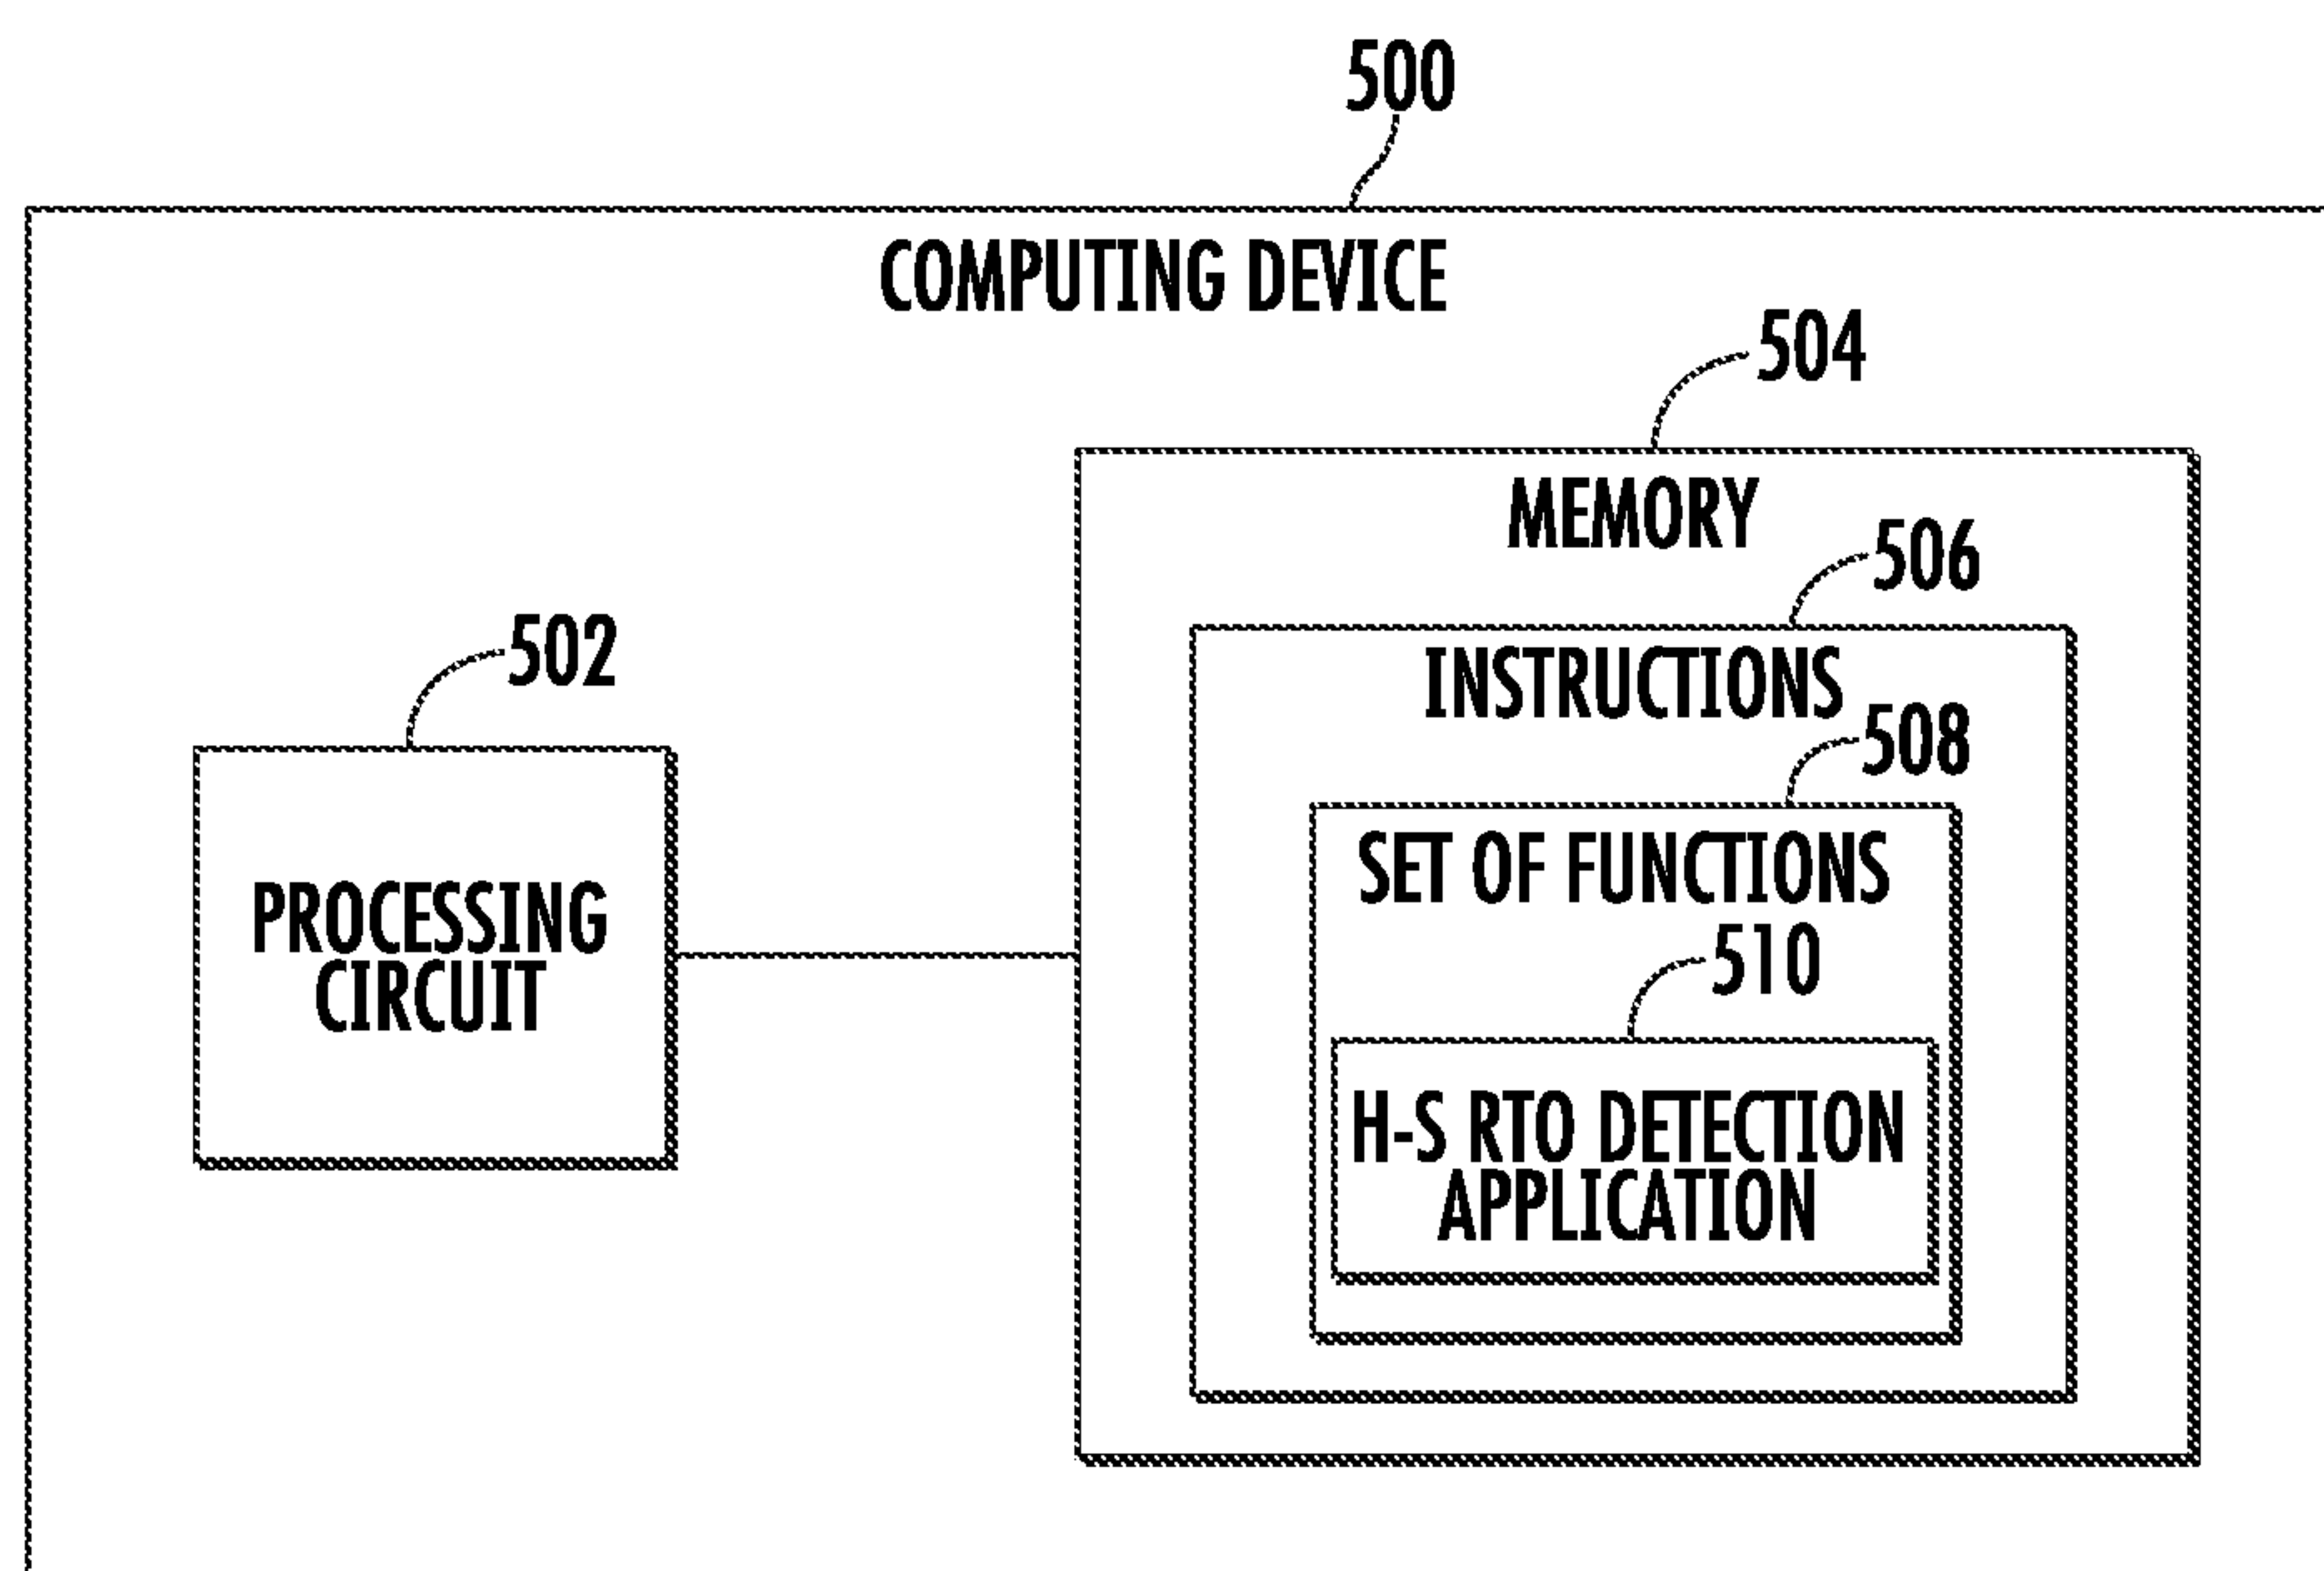 500
COMPUTING DEVICE
504
MEMORY
506
INSTRUCTIONS
502
508
SET OF FUNCTIONS
510
PROCESSING
CIRCUIT
H-S RTO DETECTION
APPLICATION